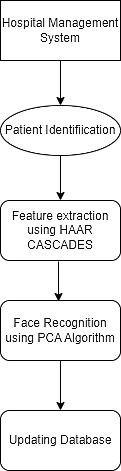 Hospital Management
System
Patient Identifiication
Feature extraction
using HAAR
CASCADES
Face Recognition
using PCA Algorithm
Updating Database